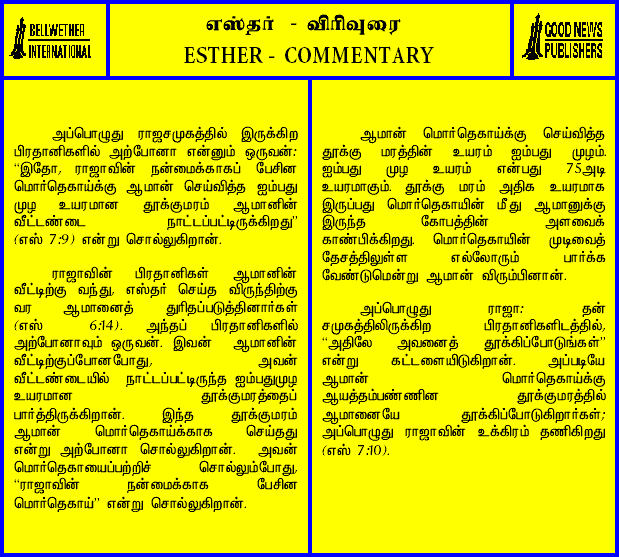 BELLWETHER
INTERNATIONAL
எஸ்தர் - விரிவுரை
ESTHER - COMMENTARY
GOOD NEWS
PUBLISHERS
அப்பொழுது ராஜசமுகத்தில் இருக்கிற
பிரதானிகளில் அற்போனா என்னும் ஒருவன்:
“இதோ, ராஜாவின் நன்மைக்காகப் பேசின
மொர்தெகாய்க்கு ஆமான் செய்வித்த ஐம்பது
முழ உயரமான தூக்குமரம் ஆமானின்
வீட்டண்டை நாட்டப்பட்டிருக்கிறது”
(எஸ் 7:9) என்று சொல்லுகிறான்.
ராஜாவின் பிரதானிகள் ஆமானின்
வீட்டிற்கு வந்து, எஸ்தர் செய்த விருந்திற்கு
வர ஆமானைத் துரிதப்படுத்தினார்கள்
(எஸ் 6:14). அந்தப் பிரதானிகளில்
அற்போனாவும் ஒருவன். இவன் ஆமானின்
வீட்டிற்குப்போனபோது, அவன்
வீட்டண்டையில் நாட்டப்பட்டிருந்த ஐம்பதுமுழ
உயரமான தூக்குமரத்தைப்
பார்த்திருக்கிறான். இந்த தூக்குமரம்
ஆமான் மொர்தெகாய்க்காக செய்தது
என்று அற்போனா சொல்லுகிறான். அவன்
மொர்தெகாயைப்பற்றிச் சொல்லும்போது,
“ராஜாவின் நன்மைக்காக பேசின
மொர்தெகாய்” என்று சொல்லுகிறான்.
ஆமான் மொர்தெகாய்க்கு செய்வித்த
தூக்கு மரத்தின் உயரம் ஐம்பது முழம்.
ஐம்பது முழ உயரம் என்பது 75அடி
உயரமாகும். தூக்கு மரம் அதிக உயரமாக
இருப்பது மொர்தெகாயின் மீது ஆமானுக்கு
இருந்த கோபத்தின் அளவைக்
காண்பிக்கிறது. மொர்தெகாயின் முடிவைத்
தேசத்திலுள்ள எல்லோரும் பார்க்க
வேண்டுமென்று ஆமான் விரும்பினான்.
அப்பொழுது ராஜா: தன்
சமுகத்திலிருக்கிற பிரதானிகளிடத்தில்,
“அதிலே அவனைத் தூக்கிப்போடுங்கள்”
என்று கட்டளையிடுகிறான். அப்படியே
ஆமான் மொர்தெகாய்க்கு
ஆயத்தம்பண்ணின தூக்குமரத்தில்
ஆமானையே தூக்கிப்போடுகிறார்கள்;
அப்பொழுது ராஜாவின் உக்கிரம் தணிகிறது
(எஸ் 7:10).